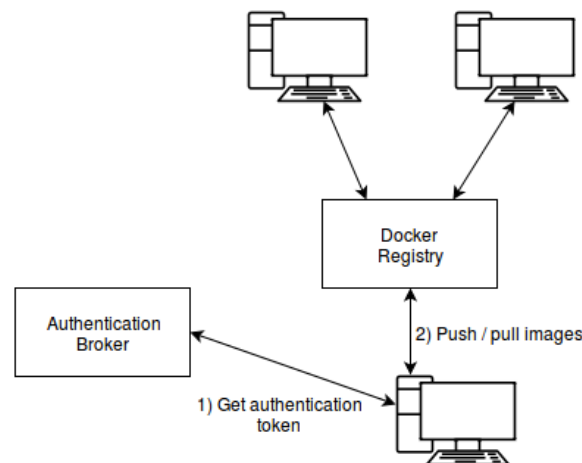 Docker
Registry
Authentication
Broker
2) Push / pull images
1) Get authentication
token